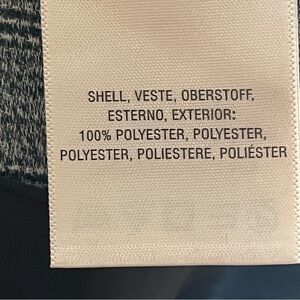 SHELL, VESTE, OBERSTOFF,
ESTERNO, EXTERIOR:
100% POLYESTER, POLYESTER,
POLYESTER, POLIESTERE, POLIÉSTER